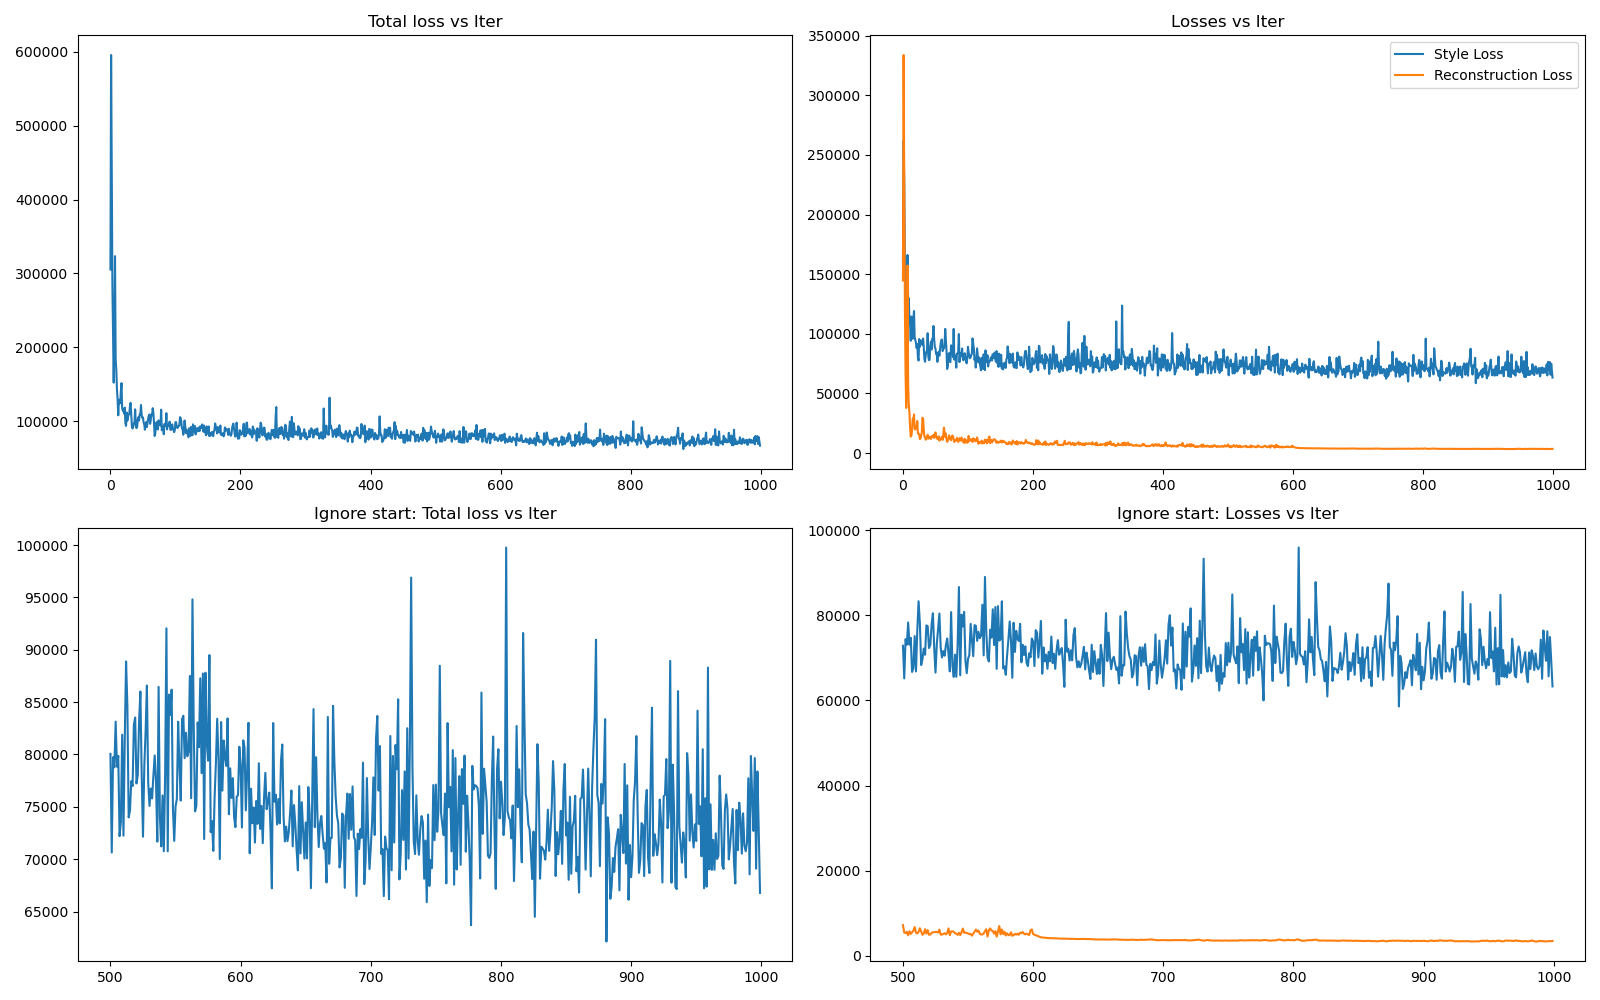 Total loss vs Iter
600000
500000
400000
300000
200000
100000
0 200 400 600 800 1000
Losses vs Iter
Style Loss
Reconstruction Loss
350000
300000
250000
200000
150000
100000
50000
0
0 200 400 600 800 1000
Ignore start: Total loss vs Iter
100000
95000
90000
85000
80000
75000
70000
65000
500 600 700 800 900 1000
Ignore start: Losses vs Iter
100000
80000
60000
40000
20000
0
500 600 700 800 900 1000